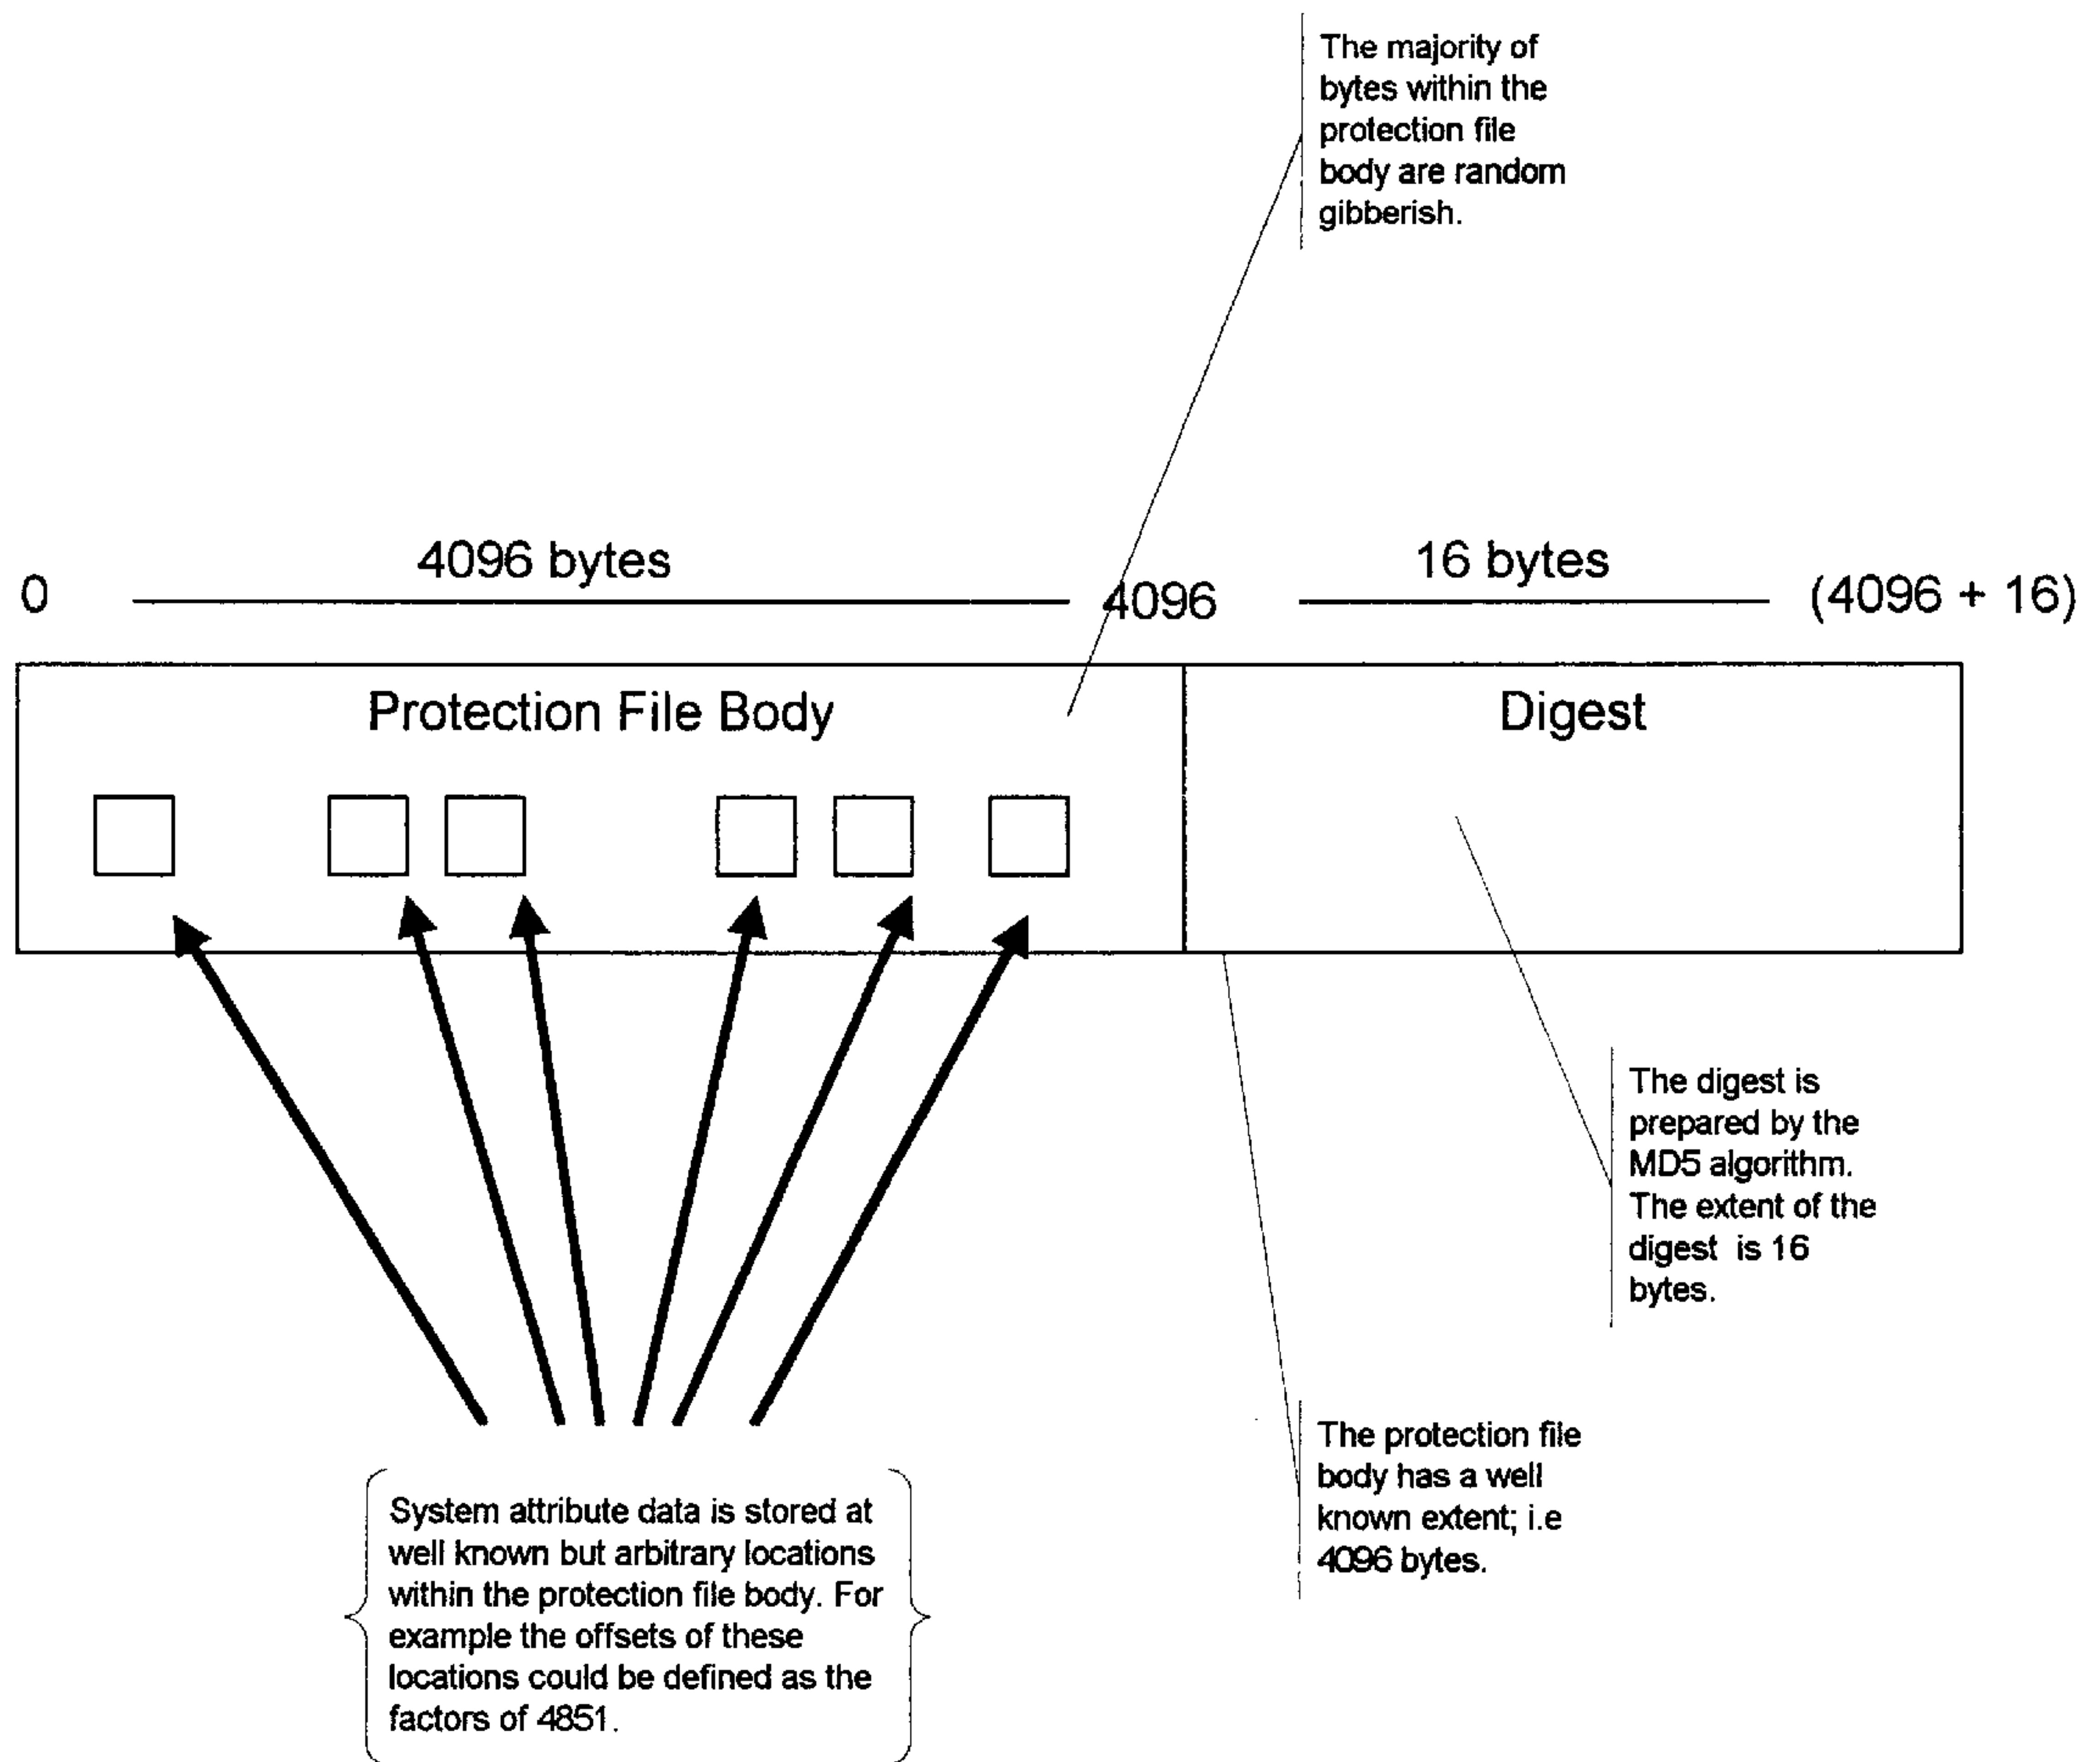 The majority of
bytes within the
protection file
body are random
gibberish.
4096 bytes
16 bytes
0
4096
(4096 + 16)
Protection File Body
Digest
The digest is
prepared by the
MD5 algorithm.
The extent of the
digest is 16
bytes.
The protection file
body has a well
known extent; i.e
4096 bytes.
System attribute data is stored at
well known but arbitrary locations
within the protection file body. For
example the offsets of these
locations could be defined as the
factors of 4851.